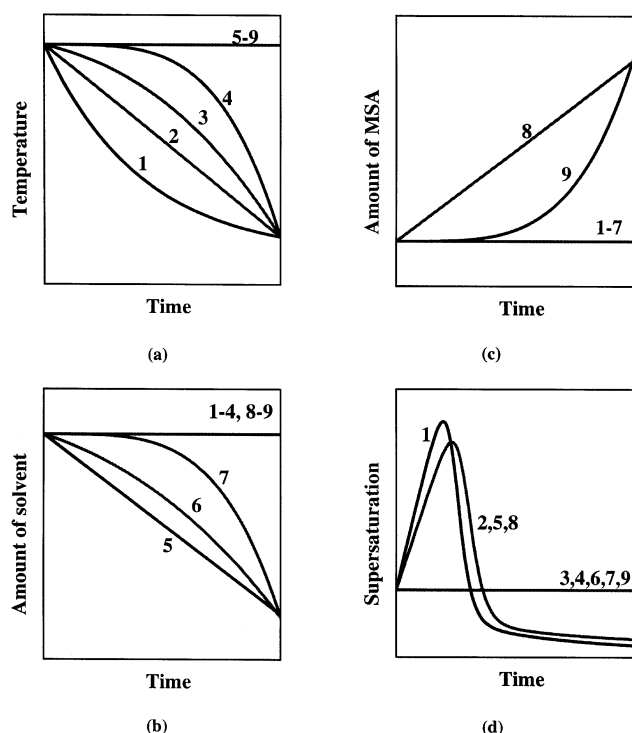 5-9
4
3
2
1
Temperature
Time
(a)
8
9
1-7
Amount of MSA
Time
(c)
1-4, 8-9
7
6
5
Amount of solvent
Time
(b)
1
2,5,8
3,4,6,7,9
Supersaturation
Time
(d)